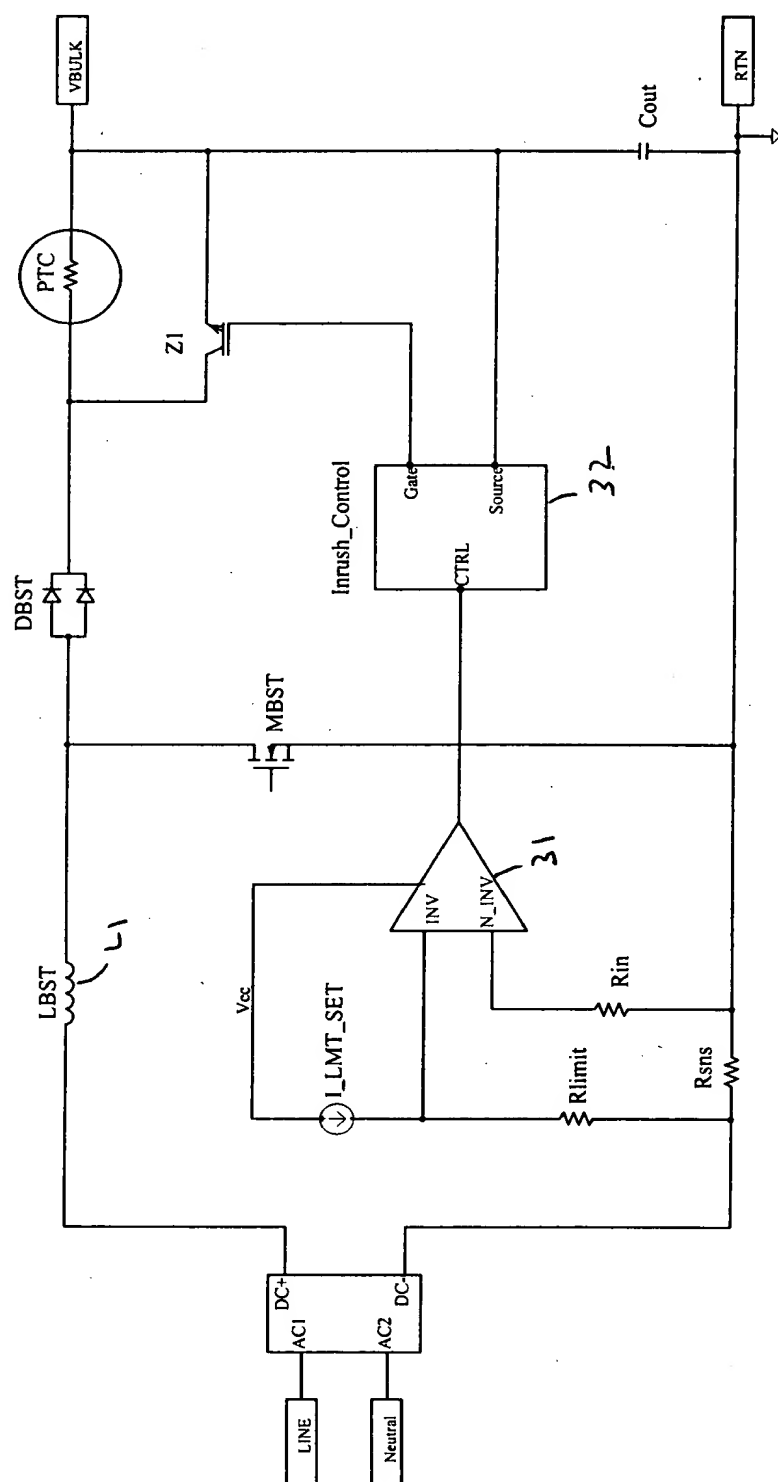 LINE
Neutral
AC1
AC2
DC+
DC-
LBST
L1
Vcc
I_LMT_SET
Rlimit
Rsns
Rin
INV
N_INV
31
MBST
DBST
Inrush_Control
CTRL
Gate
Source
32
Z1
PTC
Cout
VBULK
RTN